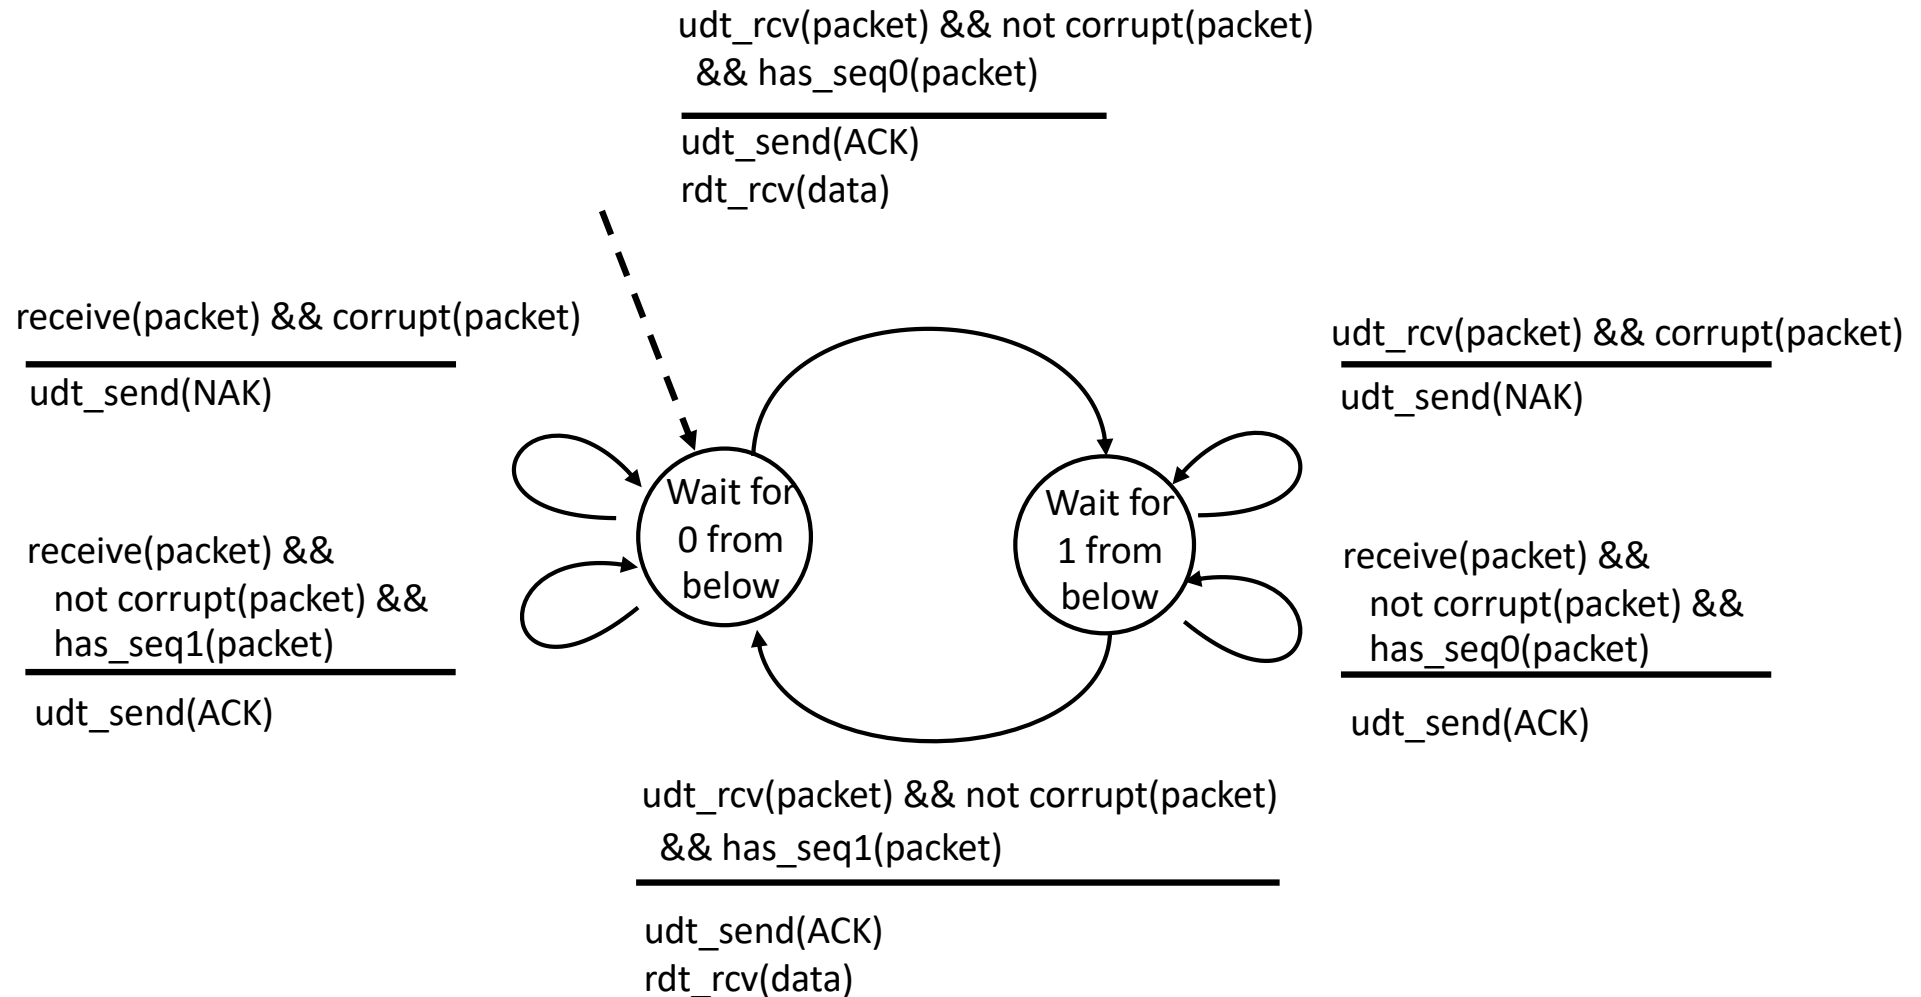 udt_rcv(packet) && not corrupt(packet)
&& has_seq0(packet)
udt_send(ACK)
rdt_rcv(data)
receive(packet) && corrupt(packet)
udt_send(NAK)
udt_rcv(packet) && corrupt(packet)
udt_send(NAK)
receive(packet) &&
not corrupt(packet) &&
has_seq1(packet)
udt_send(ACK)
Wait for
0 from
below
Wait for
1 from
below
receive(packet) &&
not corrupt(packet) &&
has_seq0(packet)
udt_send(ACK)
udt_rcv(packet) && not corrupt(packet)
&& has_seq1(packet)
udt_send(ACK)
rdt_rcv(data)